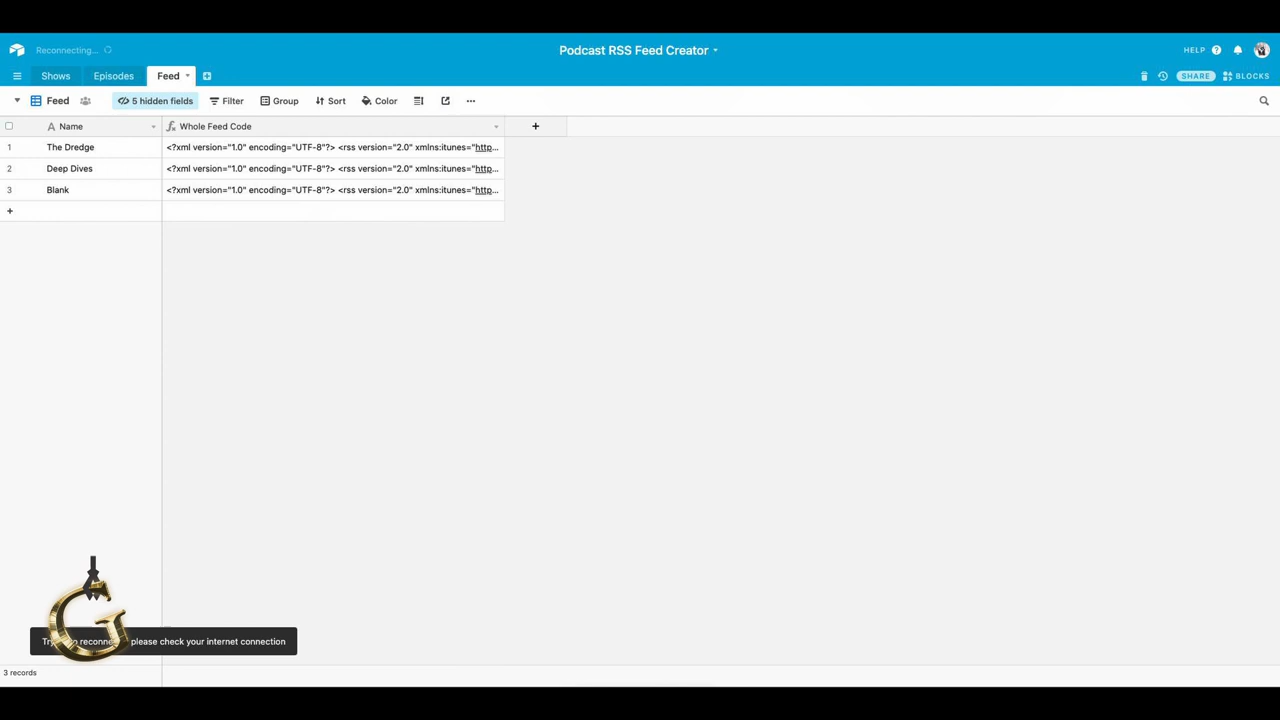 Reconnecting...
Podcast RSS Feed Creator
HELP
Shows
Episodes
Feed
SHARE
BLOCKS
Feed
5 hidden fields
Filter
Group
Sort
Color
A Name
Whole Feed Code
1 The Dredge <?xml version="1.0" encoding="UTF-8"?> <rss version="2.0" xmlns:itunes="http...
2 Deep Dives <?xml version="1.0" encoding="UTF-8"?> <rss version="2.0" xmlns:itunes="http...
3 Blank <?xml version="1.0" encoding="UTF-8"?> <rss version="2.0" xmlns:itunes="http...
G
please check your internet connection
3 records